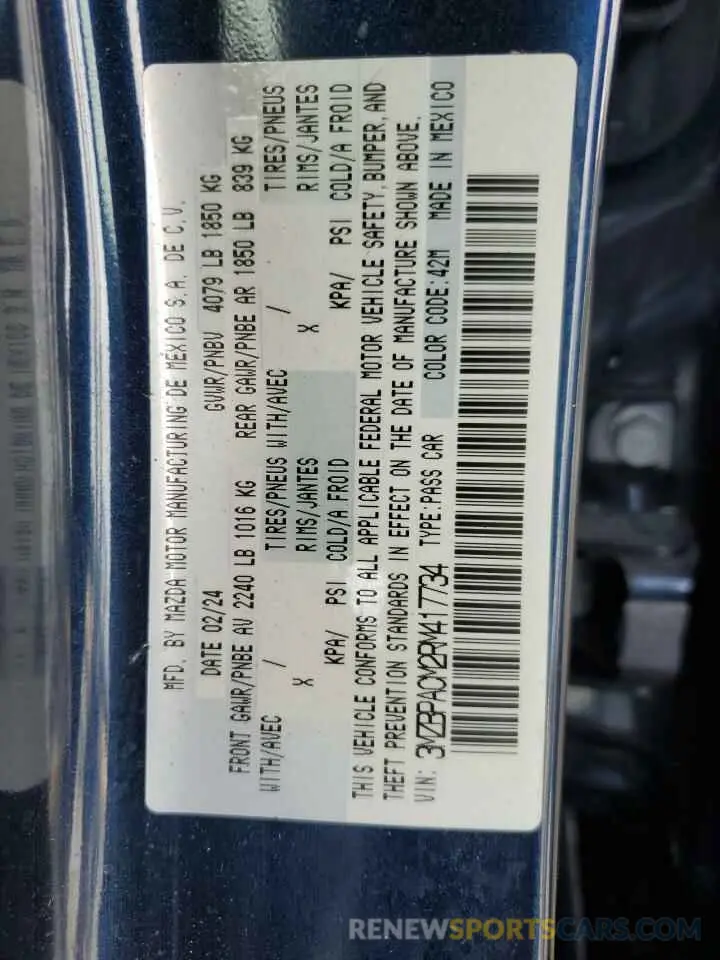 MFD. BY MAZDA MOTOR MANUFACTURING DE MÉXICO S.A. DE C.V.
DATE 02/24 GVWR/PNBV 4079 LB 1850 KG
FRONT GAWR/PNBE AV 2240 LB 1016 KG REAR GAWR/PNBE AR 1850 LB 839 KG
WITH/AVEC TIRES/PNEUS WITH/AVEC TIRES/PNEUS
/ X RIMS/JANTES / X RIMS/JANTES
KPA/ PSI COLD/A FROID KPA/ PSI COLD/A FROID
THIS VEHICLE CONFORMS TO ALL APPLICABLE FEDERAL MOTOR VEHICLE SAFETY, BUMPER, AND
THEFT PREVENTION STANDARDS IN EFFECT ON THE DATE OF MANUFACTURE SHOWN ABOVE.
VIN: 3MZBPACM2RM417734 TYPE:PASS CAR COLOR CODE:42M MADE IN MEXICO
RENEWSPORTSCARS.COM